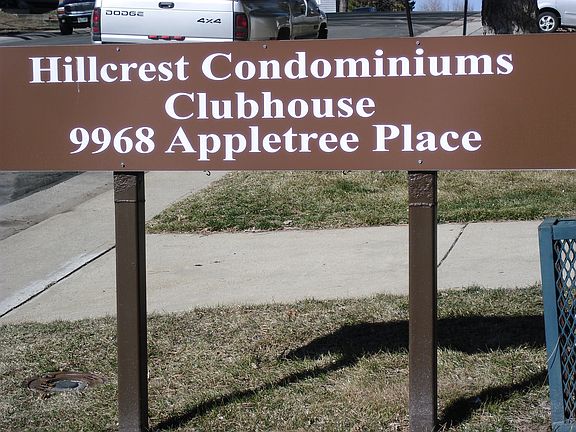 DODGE
4x4
Hillcrest Condominiums
Clubhouse
9968 Appletree Place